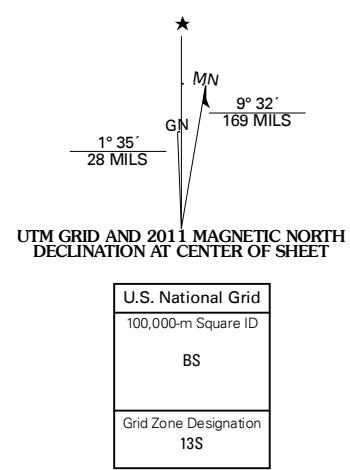 ★
MN
9° 32´
169 MILS
GN
1° 35´
28 MILS
UTM GRID AND 2011 MAGNETIC NORTH
DECLINATION AT CENTER OF SHEET
U.S. National Grid
100,000-m Square ID
BS
Grid Zone Designation
13S